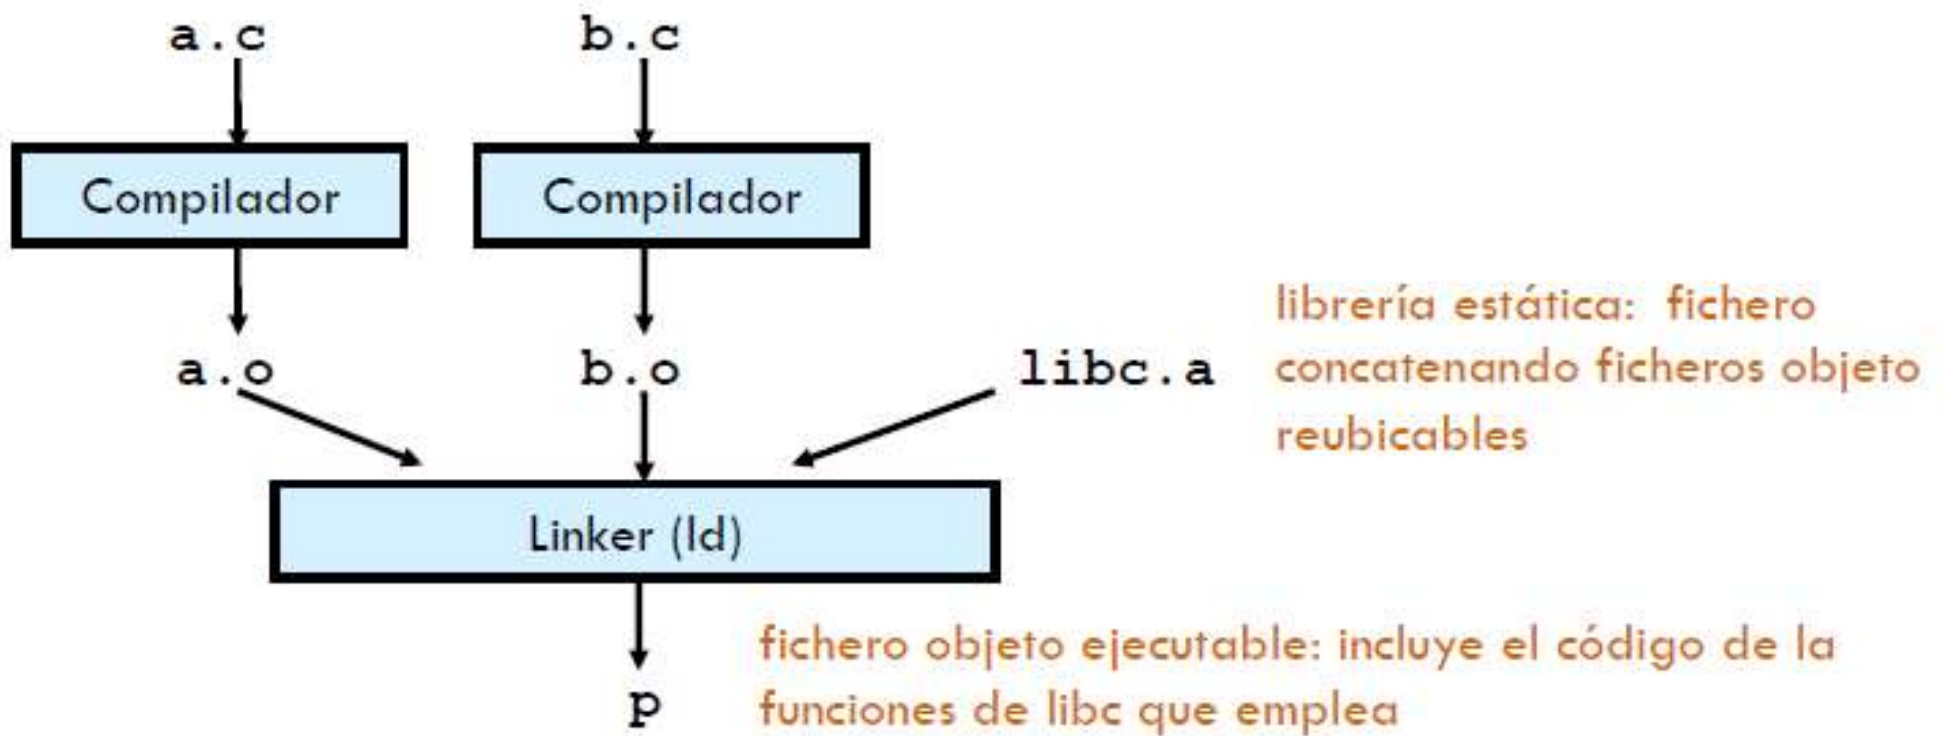 a.c
b.c
Compilador
Compilador
librería estática: fichero
a.o
b.o
libc.a
concatenando ficheros objeto
reubicables
Linker (ld)
fichero objeto ejecutable: incluye el código de la
p
funciones de libc que emplea